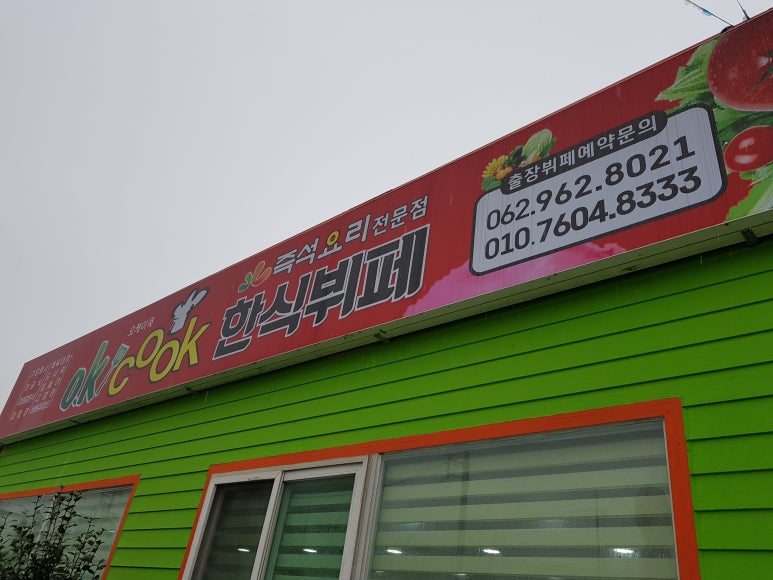 오케이쿡
o.k! cook
즉석요리전문점
한식뷔페
출장뷔페예약문의
062.962.8021
010.7604.8333